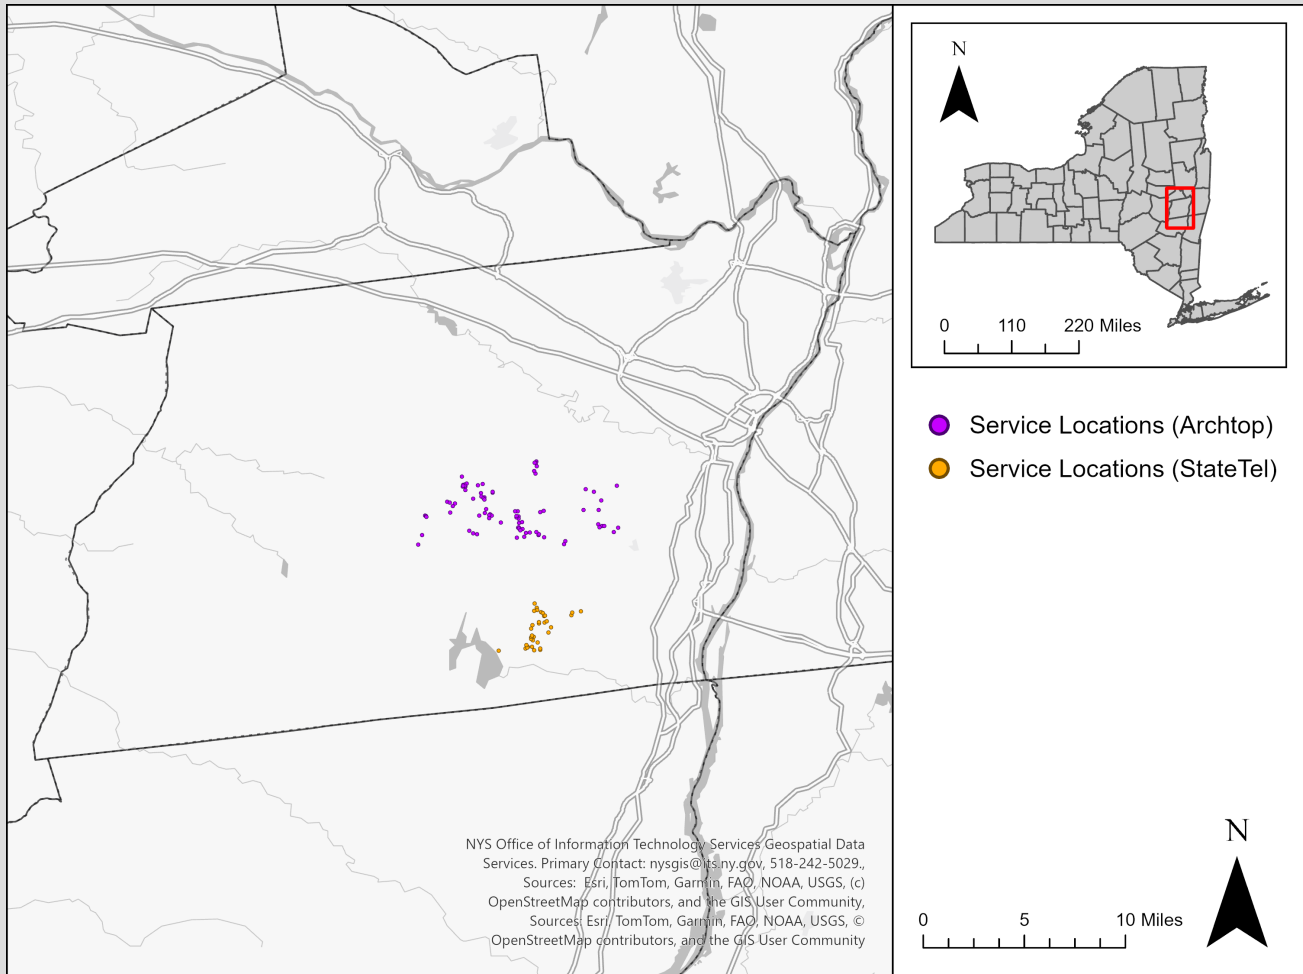 N
0 110 220 Miles
Service Locations (Archtop)
Service Locations (StateTel)
NYS Office of Information Technology Services Geospatial Data
Services. Primary Contact: nysgis@its.ny.gov, 518-242-5029.,
Sources: Esri, TomTom, Garmin, FAO, NOAA, USGS, (c)
OpenStreetMap contributors, and the GIS User Community,
Sources: Esri, TomTom, Garmin, FAO, NOAA, USGS, ©
OpenStreetMap contributors, and the GIS User Community
N
0 5 10 Miles